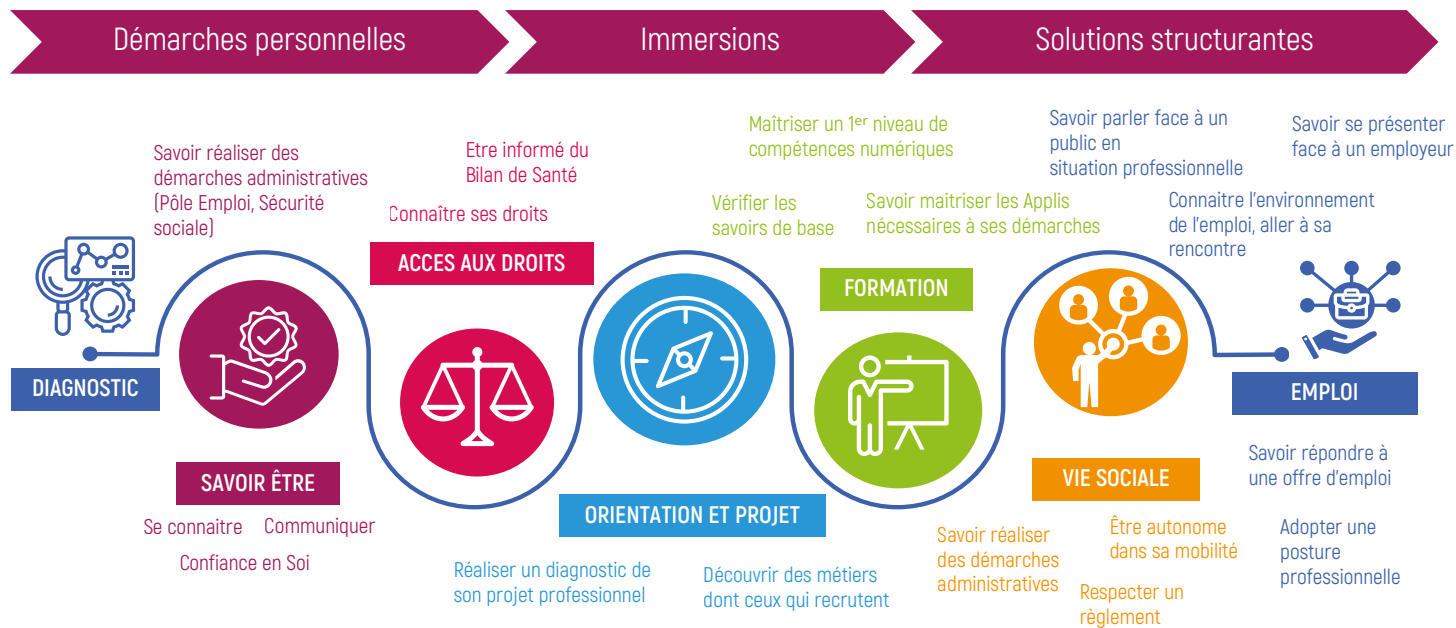 Démarches personnelles
Immersions
Solutions structurantes
Savoir réaliser des
démarches administratives
(Pôle Emploi, Sécurité
sociale)
Etre informé du
Bilan de Santé
Connaître ses droits
Maîtriser un 1er niveau de
compétences numériques
Vérifier les
savoirs de base
Savoir maitriser les Applis
nécessaires à ses démarches
Savoir parler face à un
public en
situation professionnelle
Savoir se présenter
face à un employeur
Connaitre l'environnement
de l'emploi, aller à sa
rencontre
ACCES AUX DROITS
FORMATION
DIAGNOSTIC
EMPLOI
SAVOIR ÊTRE
Se connaitre
Communiquer
Confiance en Soi
ORIENTATION ET PROJET
Réaliser un diagnostic de
son projet professionnel
Découvrir des métiers
dont ceux qui recrutent
VIE SOCIALE
Savoir réaliser
des démarches
administratives
Être autonome
dans sa mobilité
Respecter un
règlement
Savoir répondre à
une offre d'emploi
Adopter une
posture
professionnelle